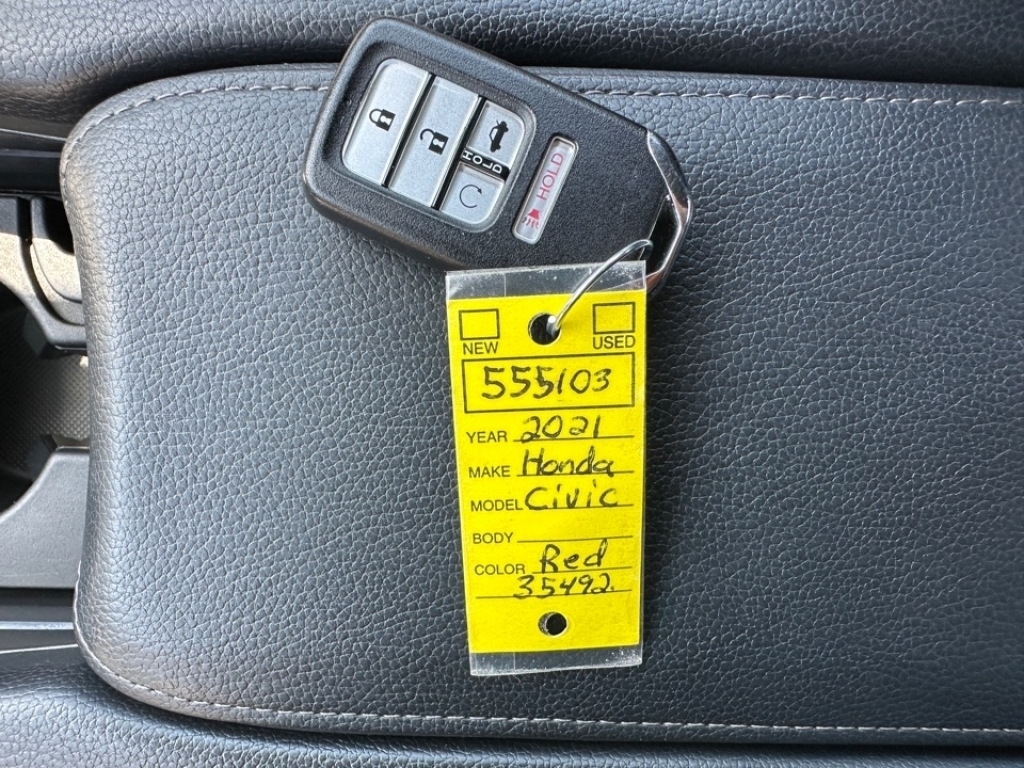 HOLD
HOLD
NEW USED
555103
YEAR 2021
MAKE Honda
MODEL Civic
BODY
COLOR Red
35492